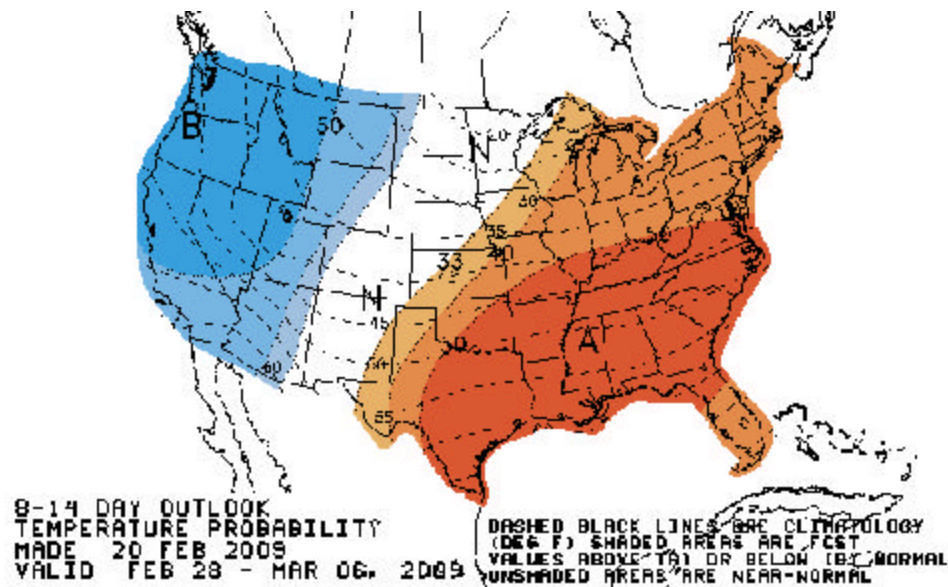 B
50
N
20
30
35
40
33
N
45
50
A
60
55
8-14 DAY OUTLOOK
TEMPERATURE PROBABILITY
MADE 20 FEB 2009
VALID FEB 28 - MAR 06, 2009
DASHED BLACK LINES ARE CLIMATOLOGY
(DEG F) SHADED AREAS ARE FCST
VALUES ABOVE (A) OR BELOW (B) NORMAL
UNSHADED AREAS ARE NEAR-NORMAL